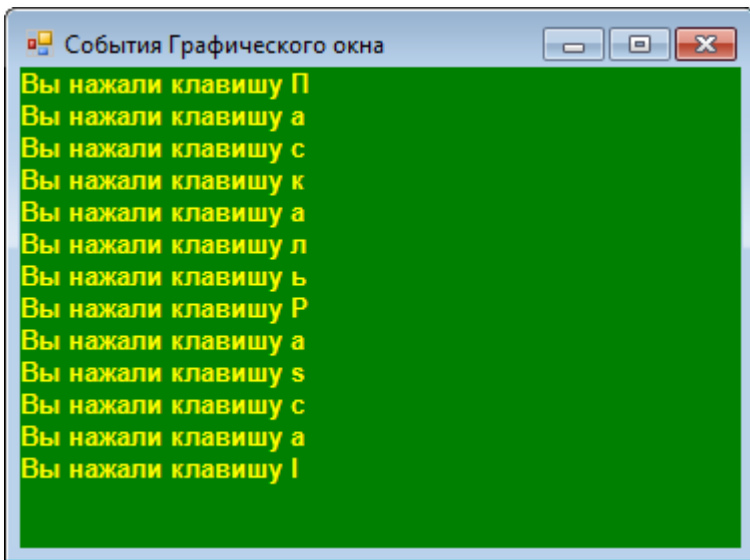 События Графического окна
Вы нажали клавишу П
Вы нажали клавишу а
Вы нажали клавишу с
Вы нажали клавишу к
Вы нажали клавишу а
Вы нажали клавишу л
Вы нажали клавишу ь
Вы нажали клавишу P
Вы нажали клавишу a
Вы нажали клавишу s
Вы нажали клавишу c
Вы нажали клавишу a
Вы нажали клавишу l